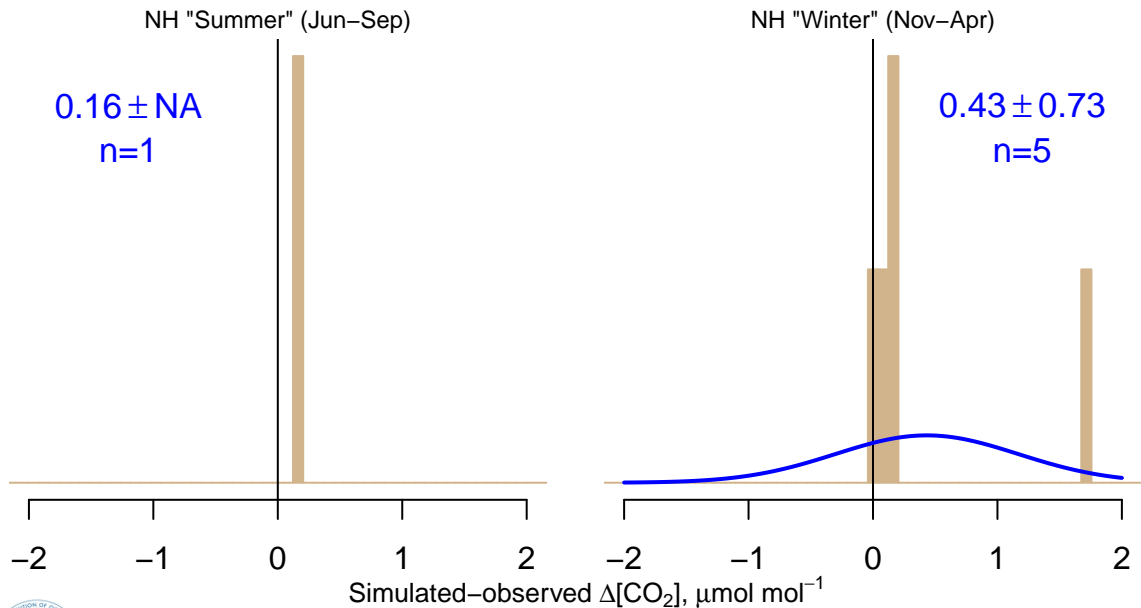 NH "Summer" (Jun−Sep)
NH "Winter" (Nov−Apr)
0.16 ± NA
n=1
0.43 ± 0.73
n=5
−2 −1 0 1 2
−2 −1 0 1 2
Simulated−observed Δ[CO₂], μmol mol⁻¹